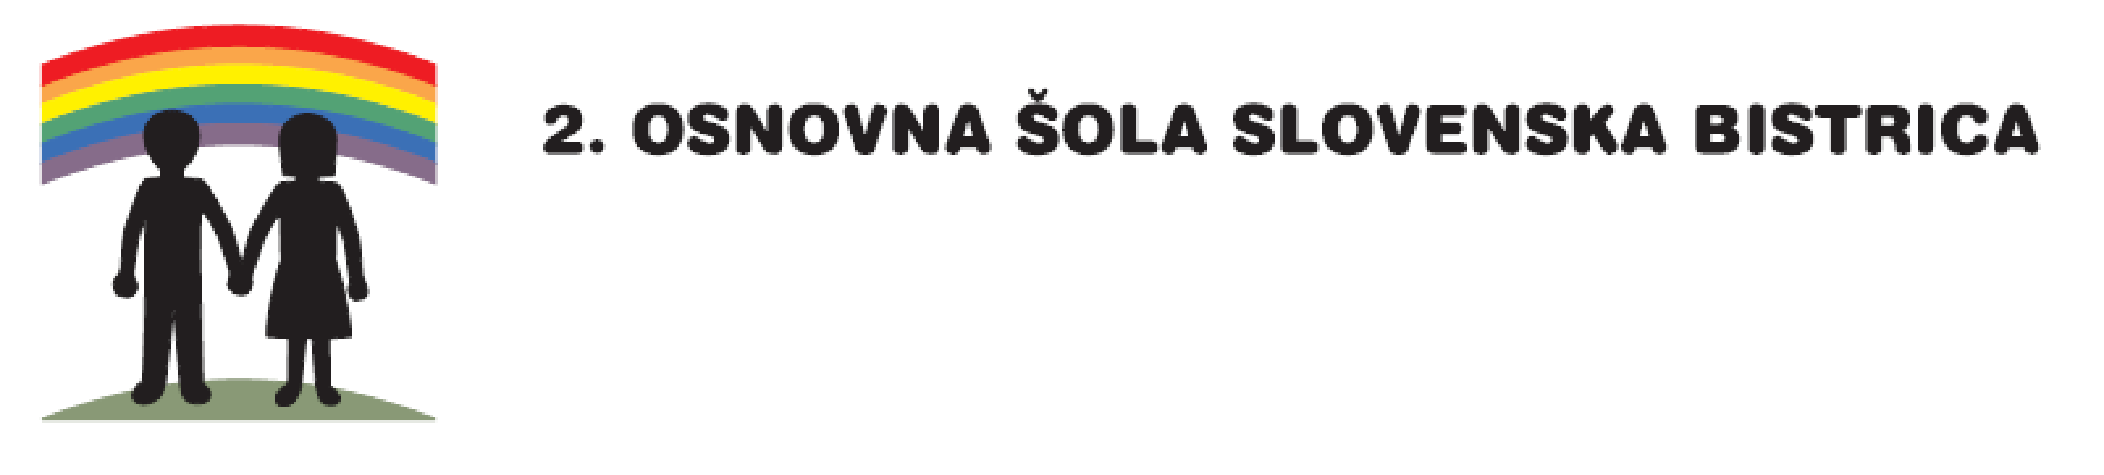 2. OSNOVNA ŠOLA SLOVENSKA BISTRICA